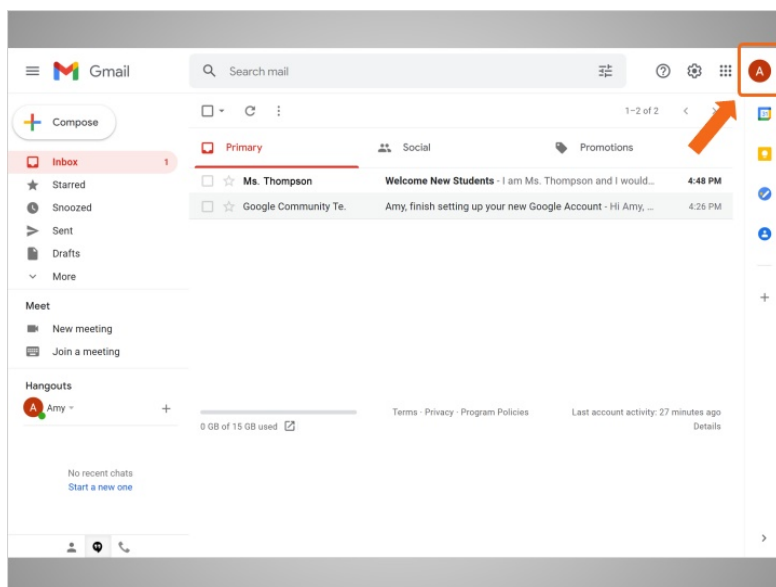 Gmail
Search mail
A
Compose
1–2 of 2
Inbox 1
Starred
Snoozed
Sent
Drafts
More
Primary
Social
Promotions
Ms. Thompson Welcome New Students - I am Ms. Thompson and I would... 4:48 PM
Google Community Te. Amy, finish setting up your new Google Account - Hi Amy, ... 4:26 PM
Meet
New meeting
Join a meeting
Hangouts
A Amy
No recent chats
Start a new one
0 GB of 15 GB used
Terms · Privacy · Program Policies
Last account activity: 27 minutes ago
Details